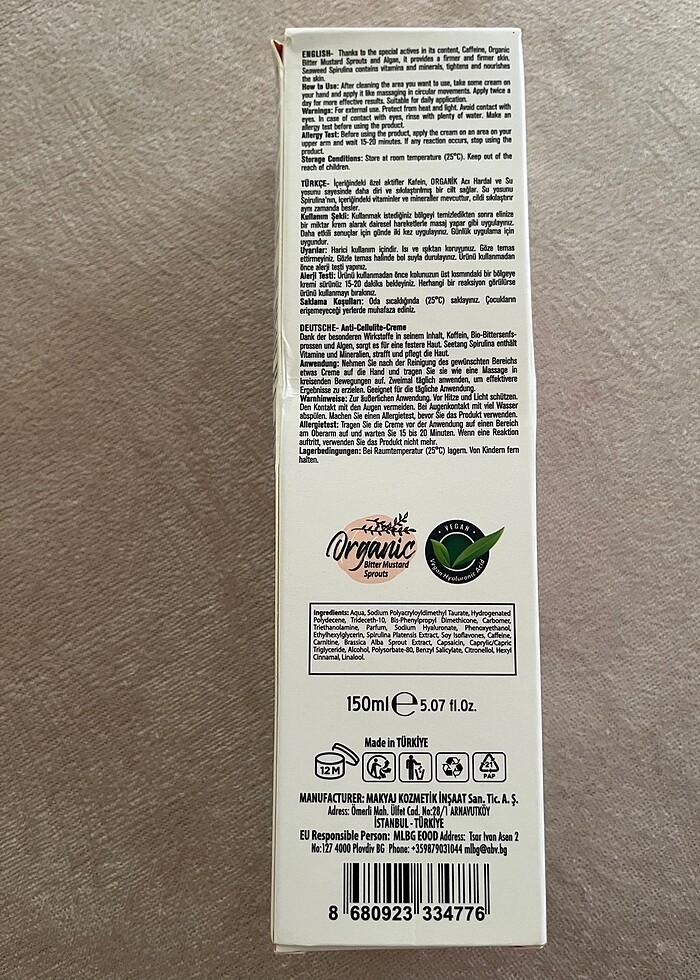 ENGLISH- Thanks to the special actives in its content, Caffeine, Organic
Bitter Mustard Sprouts and Algae, it provides a firmer and firmer skin.
Seaweed Spirulina contains vitamins and minerals, tightens and nourishes
the skin.
How to Use: After cleaning the area you want to use, take some cream on
your hand and apply it like massaging in circular movements. Apply twice a
day for more effective results. Suitable for daily application.
Warnings: For external use. Protect from heat and light. Avoid contact with
eyes. In case of contact with eyes, rinse with plenty of water. Make an
allergy test before using the product.
Allergy Test: Before using the product, apply the cream on an area on your
upper arm and wait 15-20 minutes. If any reaction occurs, stop using the
product.
Storage Conditions: Store at room temperature (25°C). Keep out of the
reach of children.
TÜRKÇE- İçeriğindeki özel aktifler Kafein, ORGANİK Acı Hardal ve Su
yosunu sayesinde daha diri ve sıkılaştırılmış bir cilt sağlar. Su yosunu
Spirulina'nın, içeriğindeki vitaminler ve mineraller mevcuttur, cildi sıkılaştırır
aynı zamanda besler.
Kullanım Şekli: Kullanmak istediğiniz bölgeyi temizledikten sonra elinize
bir miktar krem alarak dairesel hareketlerle masaj yapar gibi uygulayınız.
Daha etkili sonuçlar için günde iki kez uygulayınız. Günlük uygulama için
uygundur.
Uyarılar: Harici kullanım içindir. Isı ve ışıktan koruyunuz. Göze temas
ettirmeyiniz. Gözle temas halinde bol suyla durulayınız. Ürünü kullanmadan
önce alerji testi yapınız.
Alerji Testi: Ürünü kullanmadan önce kolunuzun üst kısmındaki bir bölgeye
kremi sürünüz 15-20 dakika bekleyiniz. Herhangi bir reaksiyon görülürse
ürünü kullanmayı bırakınız.
Saklama Koşulları: Oda sıcaklığında (25°C) saklayınız. Çocukların
erişemeyeceği yerlerde muhafaza ediniz.
DEUTSCHE- Anti-Cellulite-Creme
Dank der besonderen Wirkstoffe in seinem Inhalt, Koffein, Bio-Bittersenfs-
prossen und Algen, sorgt es für eine festere Haut. Seetang Spirulina enthält
Vitamine und Mineralien, strafft und pflegt die Haut.
Anwendung: Nehmen Sie nach der Reinigung des gewünschten Bereichs
etwas Creme auf die Hand und tragen Sie sie wie eine Massage in
kreisenden Bewegungen auf. Zweimal täglich anwenden, um effektivere
Ergebnisse zu erzielen. Geeignet für die tägliche Anwendung.
Warnhinweise: Zur äußerlichen Anwendung. Vor Hitze und Licht schützen.
Den Kontakt mit den Augen vermeiden. Bei Augenkontakt mit viel Wasser
abspülen. Machen Sie einen Allergietest, bevor Sie das Produkt verwenden.
Allergietest: Tragen Sie die Creme vor der Anwendung auf einen Bereich
am Oberarm auf und warten Sie 15 bis 20 Minuten. Wenn eine Reaktion
auftritt, verwenden Sie das Produkt nicht mehr.
Lagerbedingungen: Bei Raumtemperatur (25°C) lagern. Von Kindern fern
halten.
Organic
Bitter Mustard
Sprouts
• VEGAN •
Vegan Hyaluronic Acid
Ingredients: Aqua, Sodium Polyacryloyldimethyl Taurate, Hydrogenated
Polydecene, Trideceth-10, Bis-Phenylpropyl Dimethicone, Carbomer,
Triethanolamine, Parfum, Sodium Hyaluronate, Phenoxyethanol,
Ethylhexylglycerin, Spirulina Platensis Extract, Soy Isoflavones, Caffeine,
Carnitine, Brassica Alba Sprout Extract, Capsaicin, Caprylic/Capric
Triglyceride, Alcohol, Polysorbate-80, Benzyl Salicylate, Citronellol, Hexyl
Cinnamal, Linalool.
150ml e 5.07 fl.Oz.
Made in TÜRKİYE
12 M
21
PAP
MANUFACTURER: MAKYAJ KOZMETİK İNŞAAT San. Tic. A. Ş.
Adress: Ömerli Mah. Ülfet Cad. No:28/1 ARNAVUTKÖY
İSTANBUL - TÜRKİYE
EU Responsible Person: MLBG EOOD Address: Tsar Ivan Asen 2
No:127 4000 Plovdiv BG Phone: +359879031044 mlbg@abv.bg
8 680923 334776